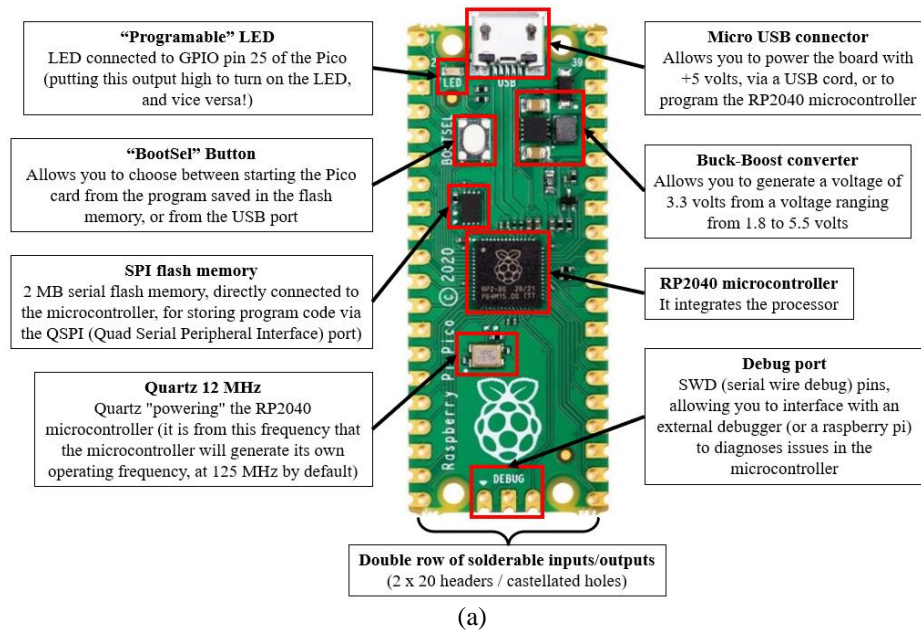 “Programable” LED
LED connected to GPIO pin 25 of the Pico
(putting this output high to turn on the LED,
and vice versa!)
“BootSel” Button
Allows you to choose between starting the Pico
card from the program saved in the flash
memory, or from the USB port
SPI flash memory
2 MB serial flash memory, directly connected to
the microcontroller, for storing program code via
the QSPI (Quad Serial Peripheral Interface) port)
Quartz 12 MHz
Quartz "powering" the RP2040
microcontroller (it is from this frequency that
the microcontroller will generate its own
operating frequency, at 125 MHz by default)
2
39
LED
USB
BOOTSEL
Raspberry Pi Pico © 2020
RP2-B0 20/21
P64M15.00 TTT
DEBUG
Micro USB connector
Allows you to power the board with
+5 volts, via a USB cord, or to
program the RP2040 microcontroller
Buck-Boost converter
Allows you to generate a voltage of
3.3 volts from a voltage ranging
from 1.8 to 5.5 volts
RP2040 microcontroller
It integrates the processor
Debug port
SWD (serial wire debug) pins,
allowing you to interface with an
external debugger (or a raspberry pi)
to diagnoses issues in the
microcontroller
Double row of solderable inputs/outputs
(2 x 20 headers / castellated holes)
(a)